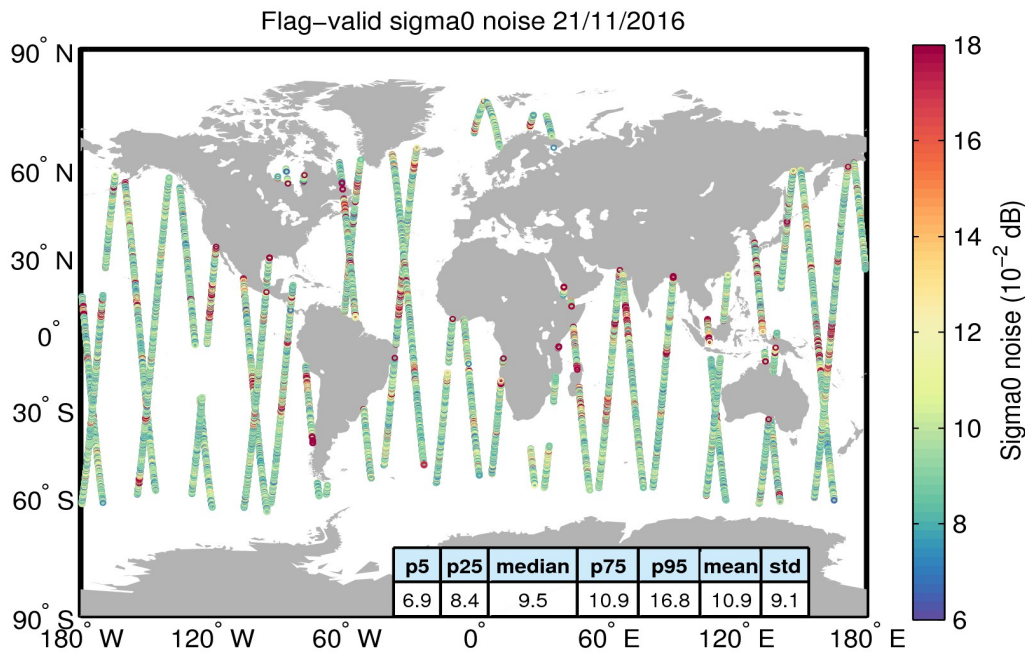 Flag−valid sigma0 noise 21/11/2016
90° N
60° N
30° N
0°
30° S
60° S
90° S
180° W
120° W
60° W
0°
60° E
120° E
180° E
p5 p25 median p75 p95 mean std
6.9 8.4 9.5 10.9 16.8 10.9 9.1
18
16
14
12
10
8
6
Sigma0 noise (10⁻² dB)